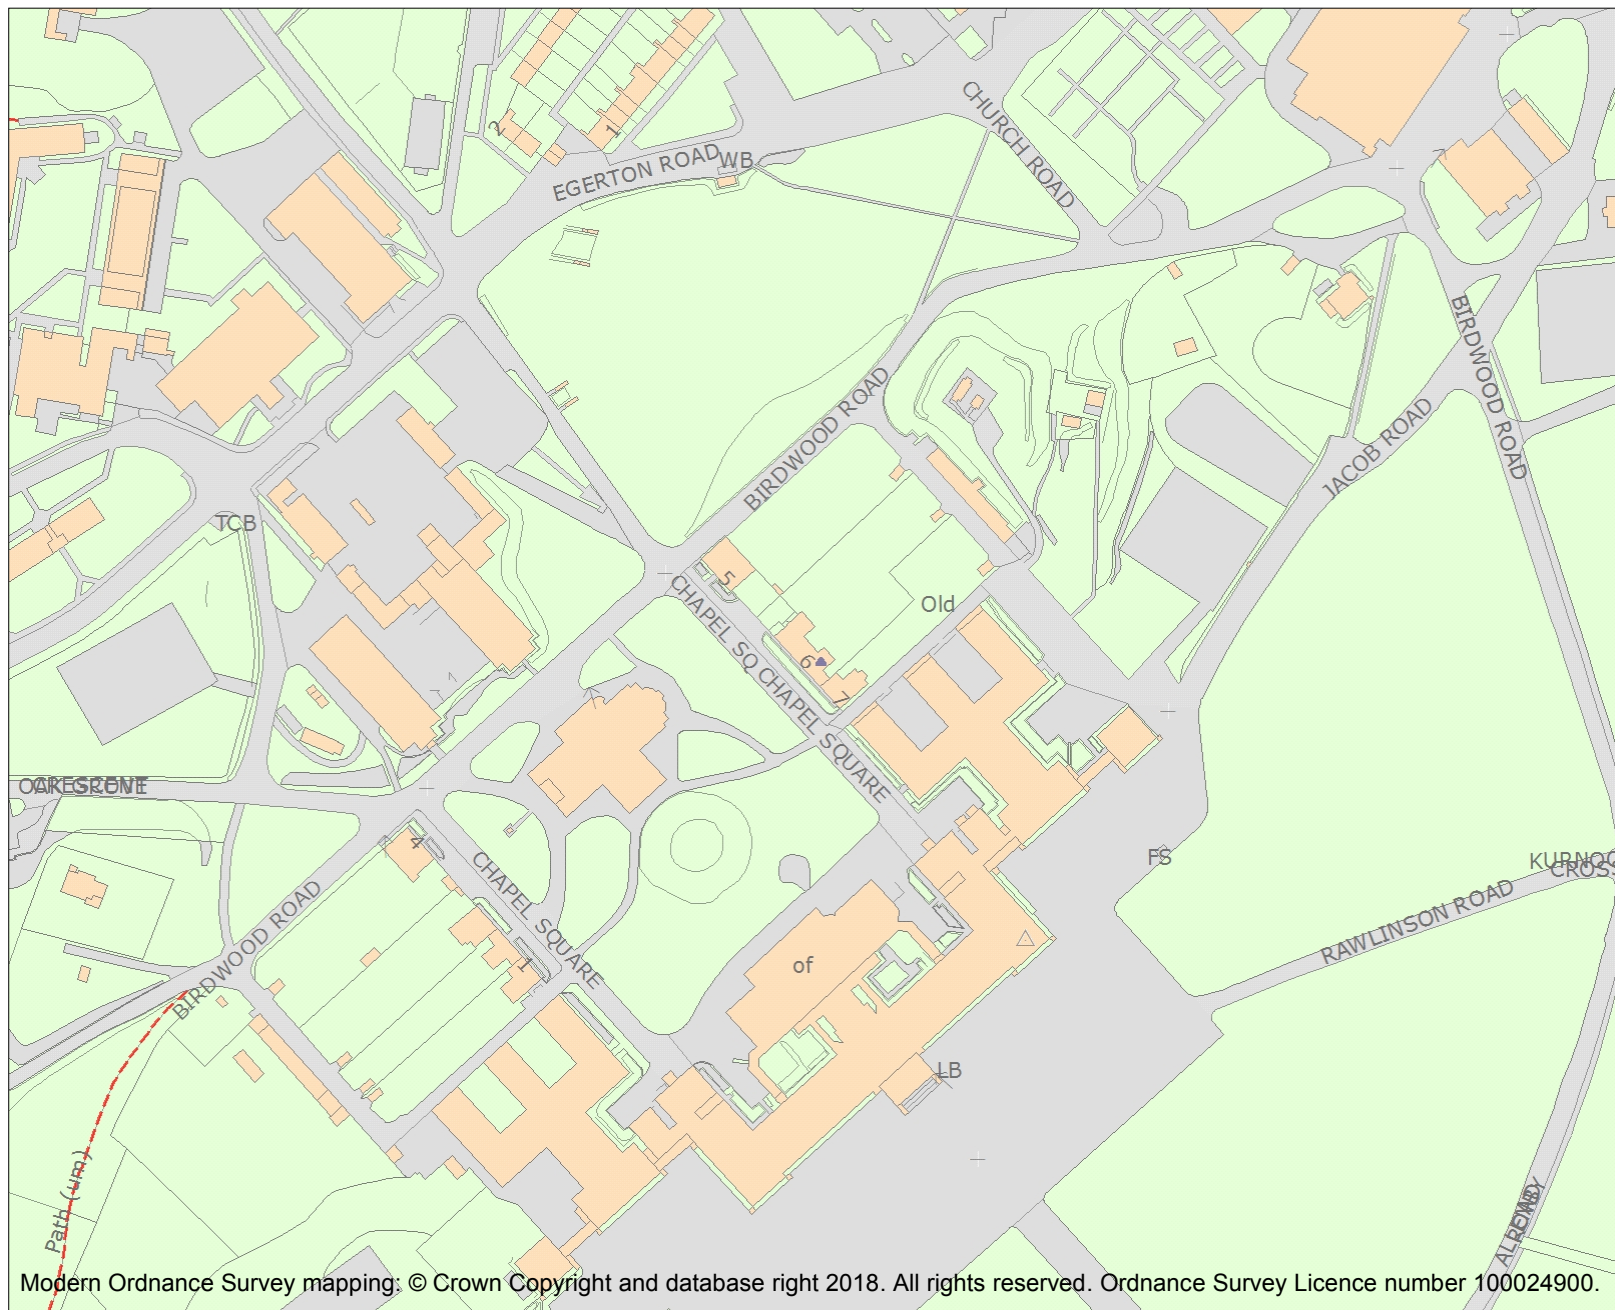 CHURCH ROAD
2
1
EGERTON ROAD
WB
BIRDWOOD ROAD
BIRDWOOD ROAD
JACOB ROAD
TCB
5
CHAPEL SQ
CHAPEL SQUARE
Old
6
7
CRESCENT
4
CHAPEL SQUARE
FS
RAWLINSON ROAD
CROSS
BIRDWOOD ROAD
1
of
LB
Path (um)
Modern Ordnance Survey mapping: © Crown Copyright and database right 2018. All rights reserved. Ordnance Survey Licence number 100024900.